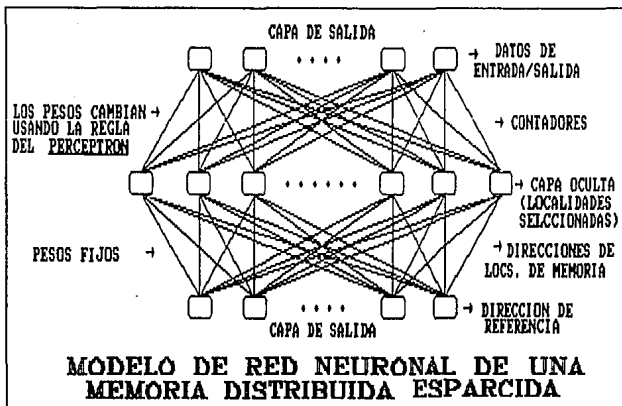 CAPA DE SALIDA
DATOS DE
ENTRADA/SALIDA
LOS PESOS CAMBIAN
USANDO LA REGLA
DEL PERCEPTRON
CONTADORES
CAPA OCULTA
(LOCALIDADES
SELCCIONADAS)
PESOS FIJOS
DIRECCIONES DE
LOCS. DE MEMORIA
DIRECCION DE
REFERENCIA
CAPA DE SALIDA
MODELO DE RED NEURONAL DE UNA
MEMORIA DISTRIBUIDA ESPARCIDA